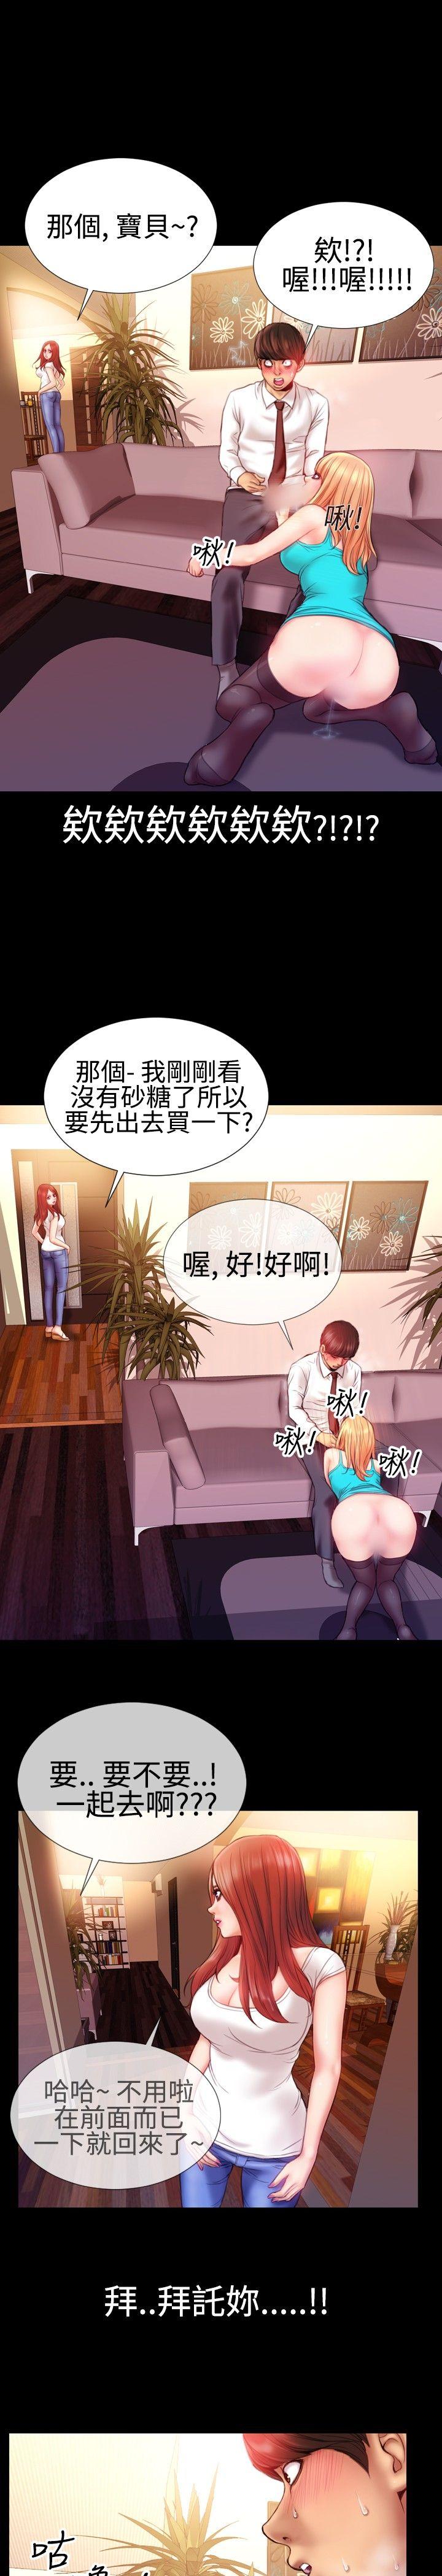 那個, 寶貝~?
欸!?!
喔!!!喔!!!!!
啾!
啾!
欸欸欸欸欸欸?!?!?
那個- 我剛剛看
沒有砂糖了所以
要先出去買一下?
喔, 好!好啊!
啾!
啾!
啾!
要.. 要不要..!
一起去啊???
哈哈~ 不用啦
在前面而已
一下就回來了~
拜..拜託妳.....!!
咕